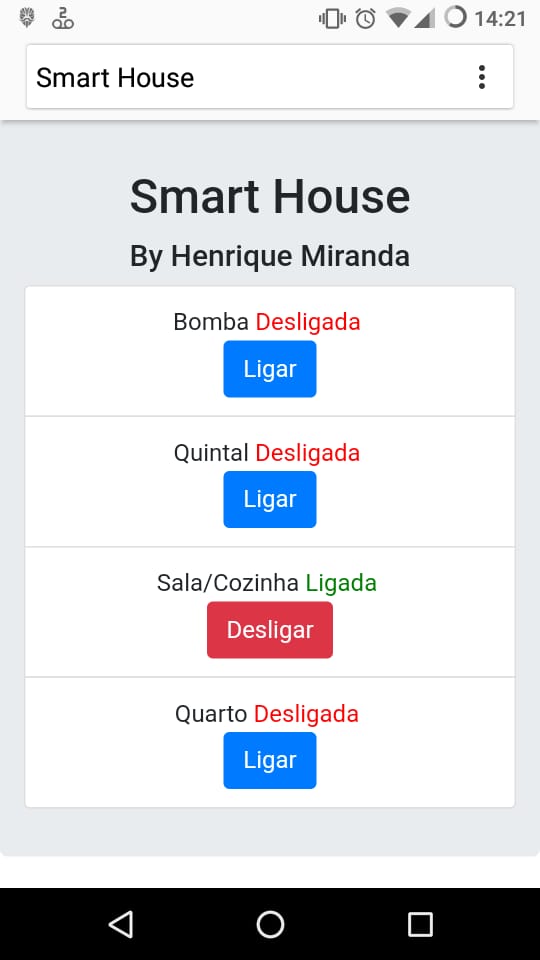 14:21
Smart House
Smart House
By Henrique Miranda
Bomba Desligada
Ligar
Quintal Desligada
Ligar
Sala/Cozinha Ligada
Desligar
Quarto Desligada
Ligar